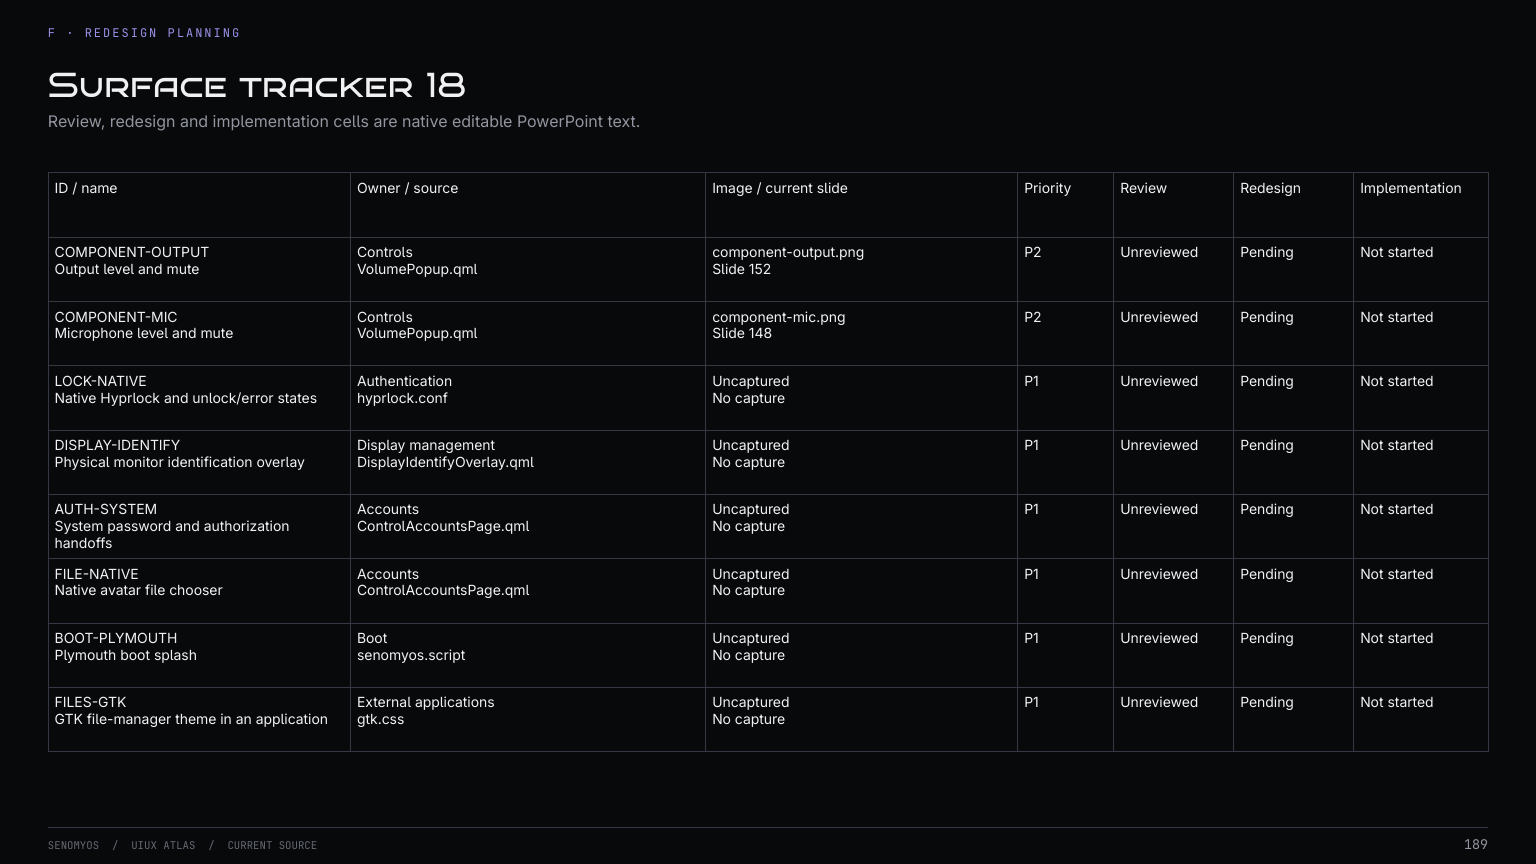 F · REDESIGN PLANNING
Surface tracker 18
Review, redesign and implementation cells are native editable PowerPoint text.
ID / name
Owner / source
Image / current slide
Priority
Review
Redesign
Implementation
COMPONENT-OUTPUT
Output level and mute
Controls
VolumePopup.qml
component-output.png
Slide 152
P2
Unreviewed
Pending
Not started
COMPONENT-MIC
Microphone level and mute
Controls
VolumePopup.qml
component-mic.png
Slide 148
P2
Unreviewed
Pending
Not started
LOCK-NATIVE
Native Hyprlock and unlock/error states
Authentication
hyprlock.conf
Uncaptured
No capture
P1
Unreviewed
Pending
Not started
DISPLAY-IDENTIFY
Physical monitor identification overlay
Display management
DisplayIdentifyOverlay.qml
Uncaptured
No capture
P1
Unreviewed
Pending
Not started
AUTH-SYSTEM
System password and authorization
handoffs
Accounts
ControlAccountsPage.qml
Uncaptured
No capture
P1
Unreviewed
Pending
Not started
FILE-NATIVE
Native avatar file chooser
Accounts
ControlAccountsPage.qml
Uncaptured
No capture
P1
Unreviewed
Pending
Not started
BOOT-PLYMOUTH
Plymouth boot splash
Boot
senomyos.script
Uncaptured
No capture
P1
Unreviewed
Pending
Not started
FILES-GTK
GTK file-manager theme in an application
External applications
gtk.css
Uncaptured
No capture
P1
Unreviewed
Pending
Not started
SENOMYOS / UIUX ATLAS / CURRENT SOURCE
189